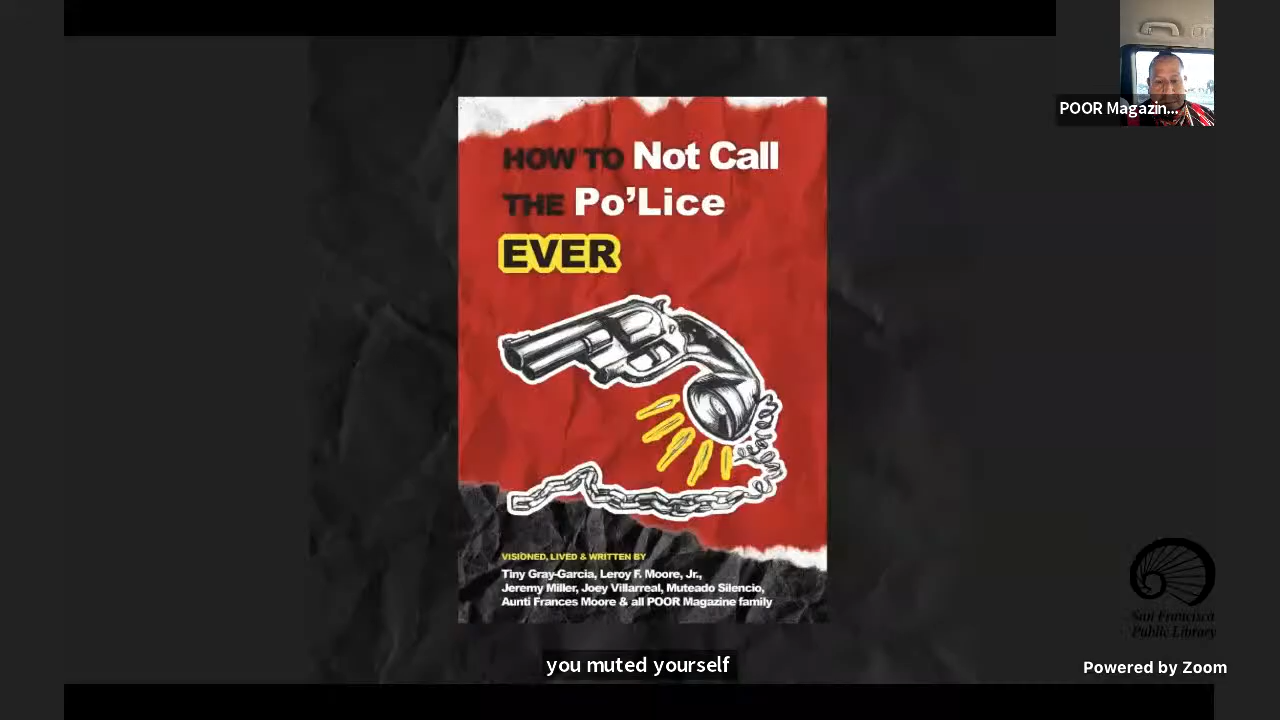 POOR Magazin...
HOW TO Not Call
THE Po'Lice
EVER
VISIONED, LIVED & WRITTEN BY
Tiny Gray-Garcia, Leroy F. Moore, Jr.,
Jeremy Miller, Joey Villarreal, Muteado Silencio,
Aunti Frances Moore & all POOR Magazine family
San Francisco
Public Library
you muted yourself
Powered by Zoom